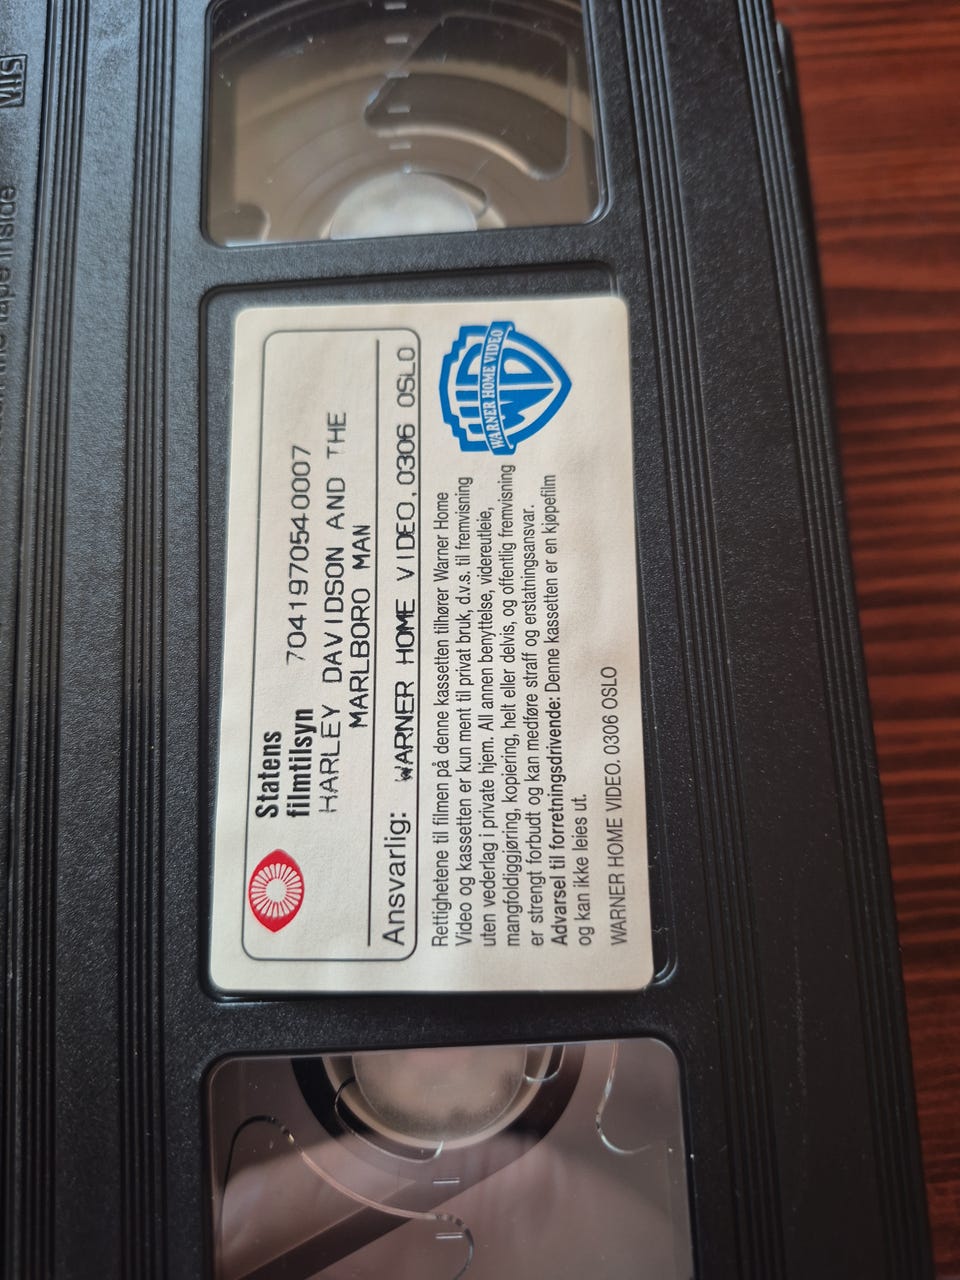 VHS
Statens
filmtilsyn
7041970540007
HARLEY DAVIDSON AND THE
MARLBORO MAN
Ansvarlig: WARNER HOME VIDEO.0306 OSLO
Rettighetene til filmen på denne kassetten tilhører Warner Home
Video og kassetten er kun ment til privat bruk, d.v.s. til fremvisning
uten vederlag i private hjem. All annen benyttelse, videreutleie,
mangfoldiggjøring, kopiering, helt eller delvis, og offentlig fremvisning
er strengt forbudt og kan medføre straff og erstatningsansvar.
Advarsel til forretningsdrivende: Denne kassetten er en kjøpefilm
og kan ikke leies ut.
WARNER HOME VIDEO. 0306 OSLO
WARNER HOME VIDEO
tape inside